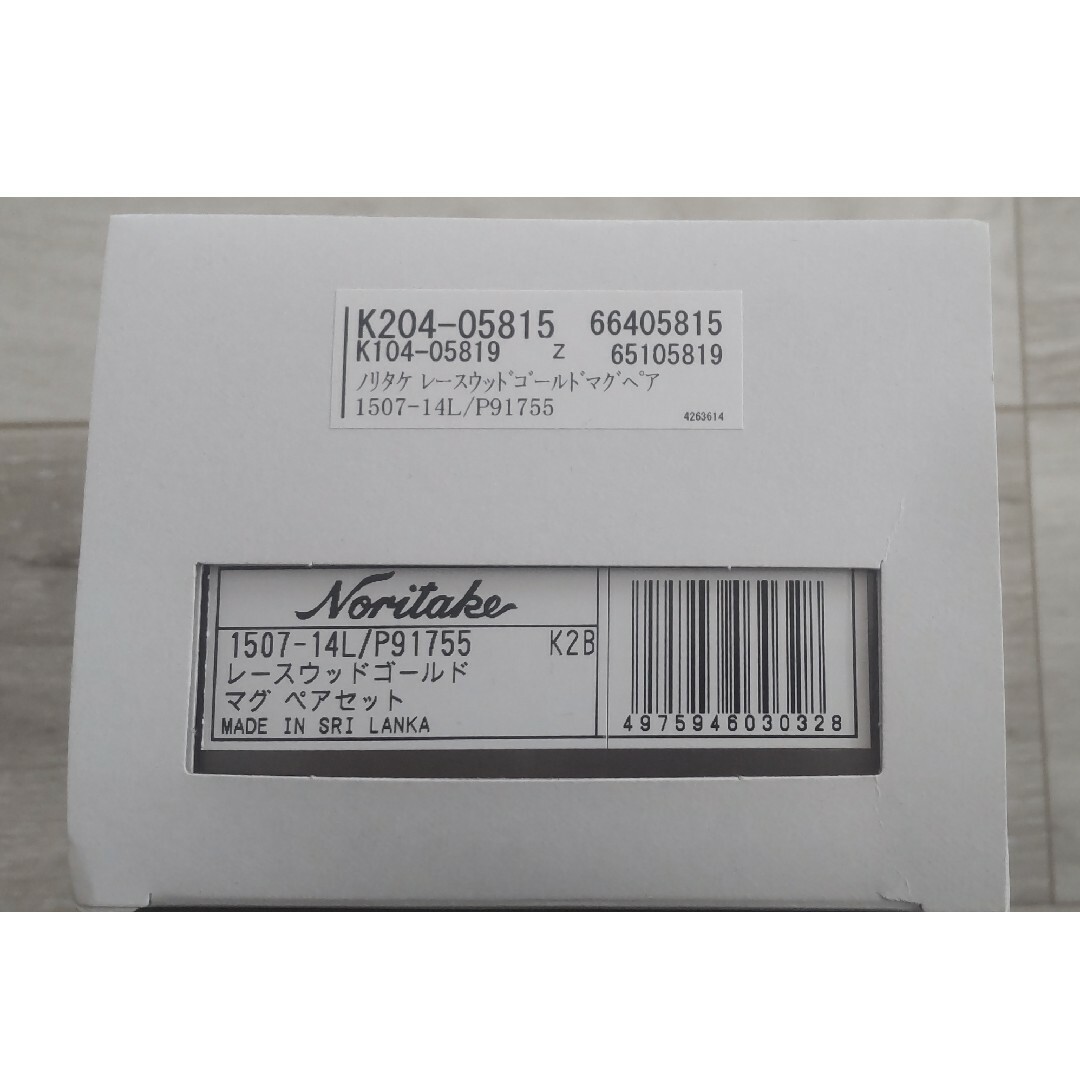 K204-05815 66405815
K104-05819 Z 65105819
ﾉﾘﾀｹ ﾚｰｽｳｯﾄﾞｺﾞｰﾙﾄﾞﾏｸﾞﾍﾟｱ
1507-14L/P91755 4263614
Noritake
1507-14L/P91755 K2B
レースウッドゴールド
マグ ペアセット
MADE IN SRI LANKA
4975946030328